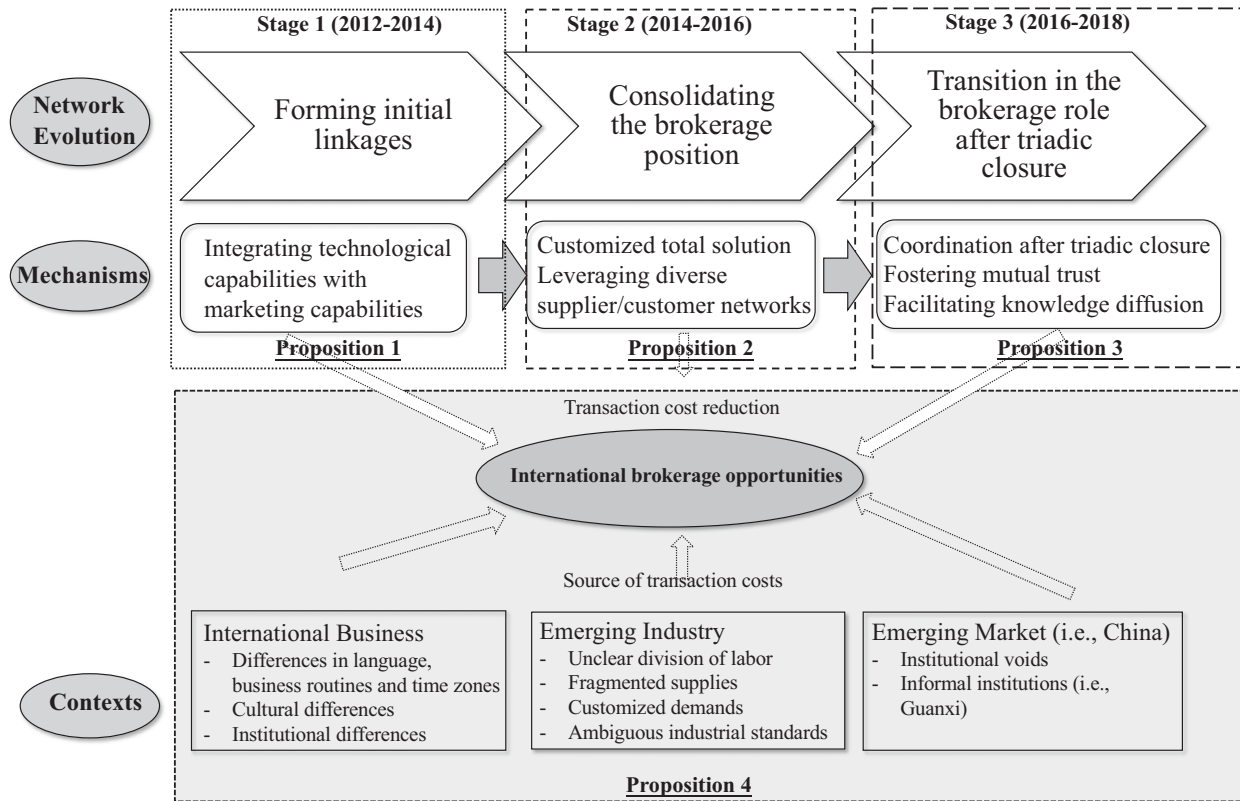 Stage 1 (2012-2014)
Stage 2 (2014-2016)
Stage 3 (2016-2018)
Network
Evolution
Forming initial
linkages
Consolidating
the brokerage
position
Transition in the
brokerage role
after triadic
closure
Mechanisms
Integrating technological
capabilities with
marketing capabilities
Customized total solution
Leveraging diverse
supplier/customer networks
Coordination after triadic closure
Fostering mutual trust
Facilitating knowledge diffusion
Proposition 1
Proposition 2
Proposition 3
Transaction cost reduction
International brokerage opportunities
Source of transaction costs
Contexts
International Business
- Differences in language,
business routines and time zones
- Cultural differences
- Institutional differences
Emerging Industry
- Unclear division of labor
- Fragmented supplies
- Customized demands
- Ambiguous industrial standards
Emerging Market (i.e., China)
- Institutional voids
- Informal institutions (i.e.,
Guanxi)
Proposition 4